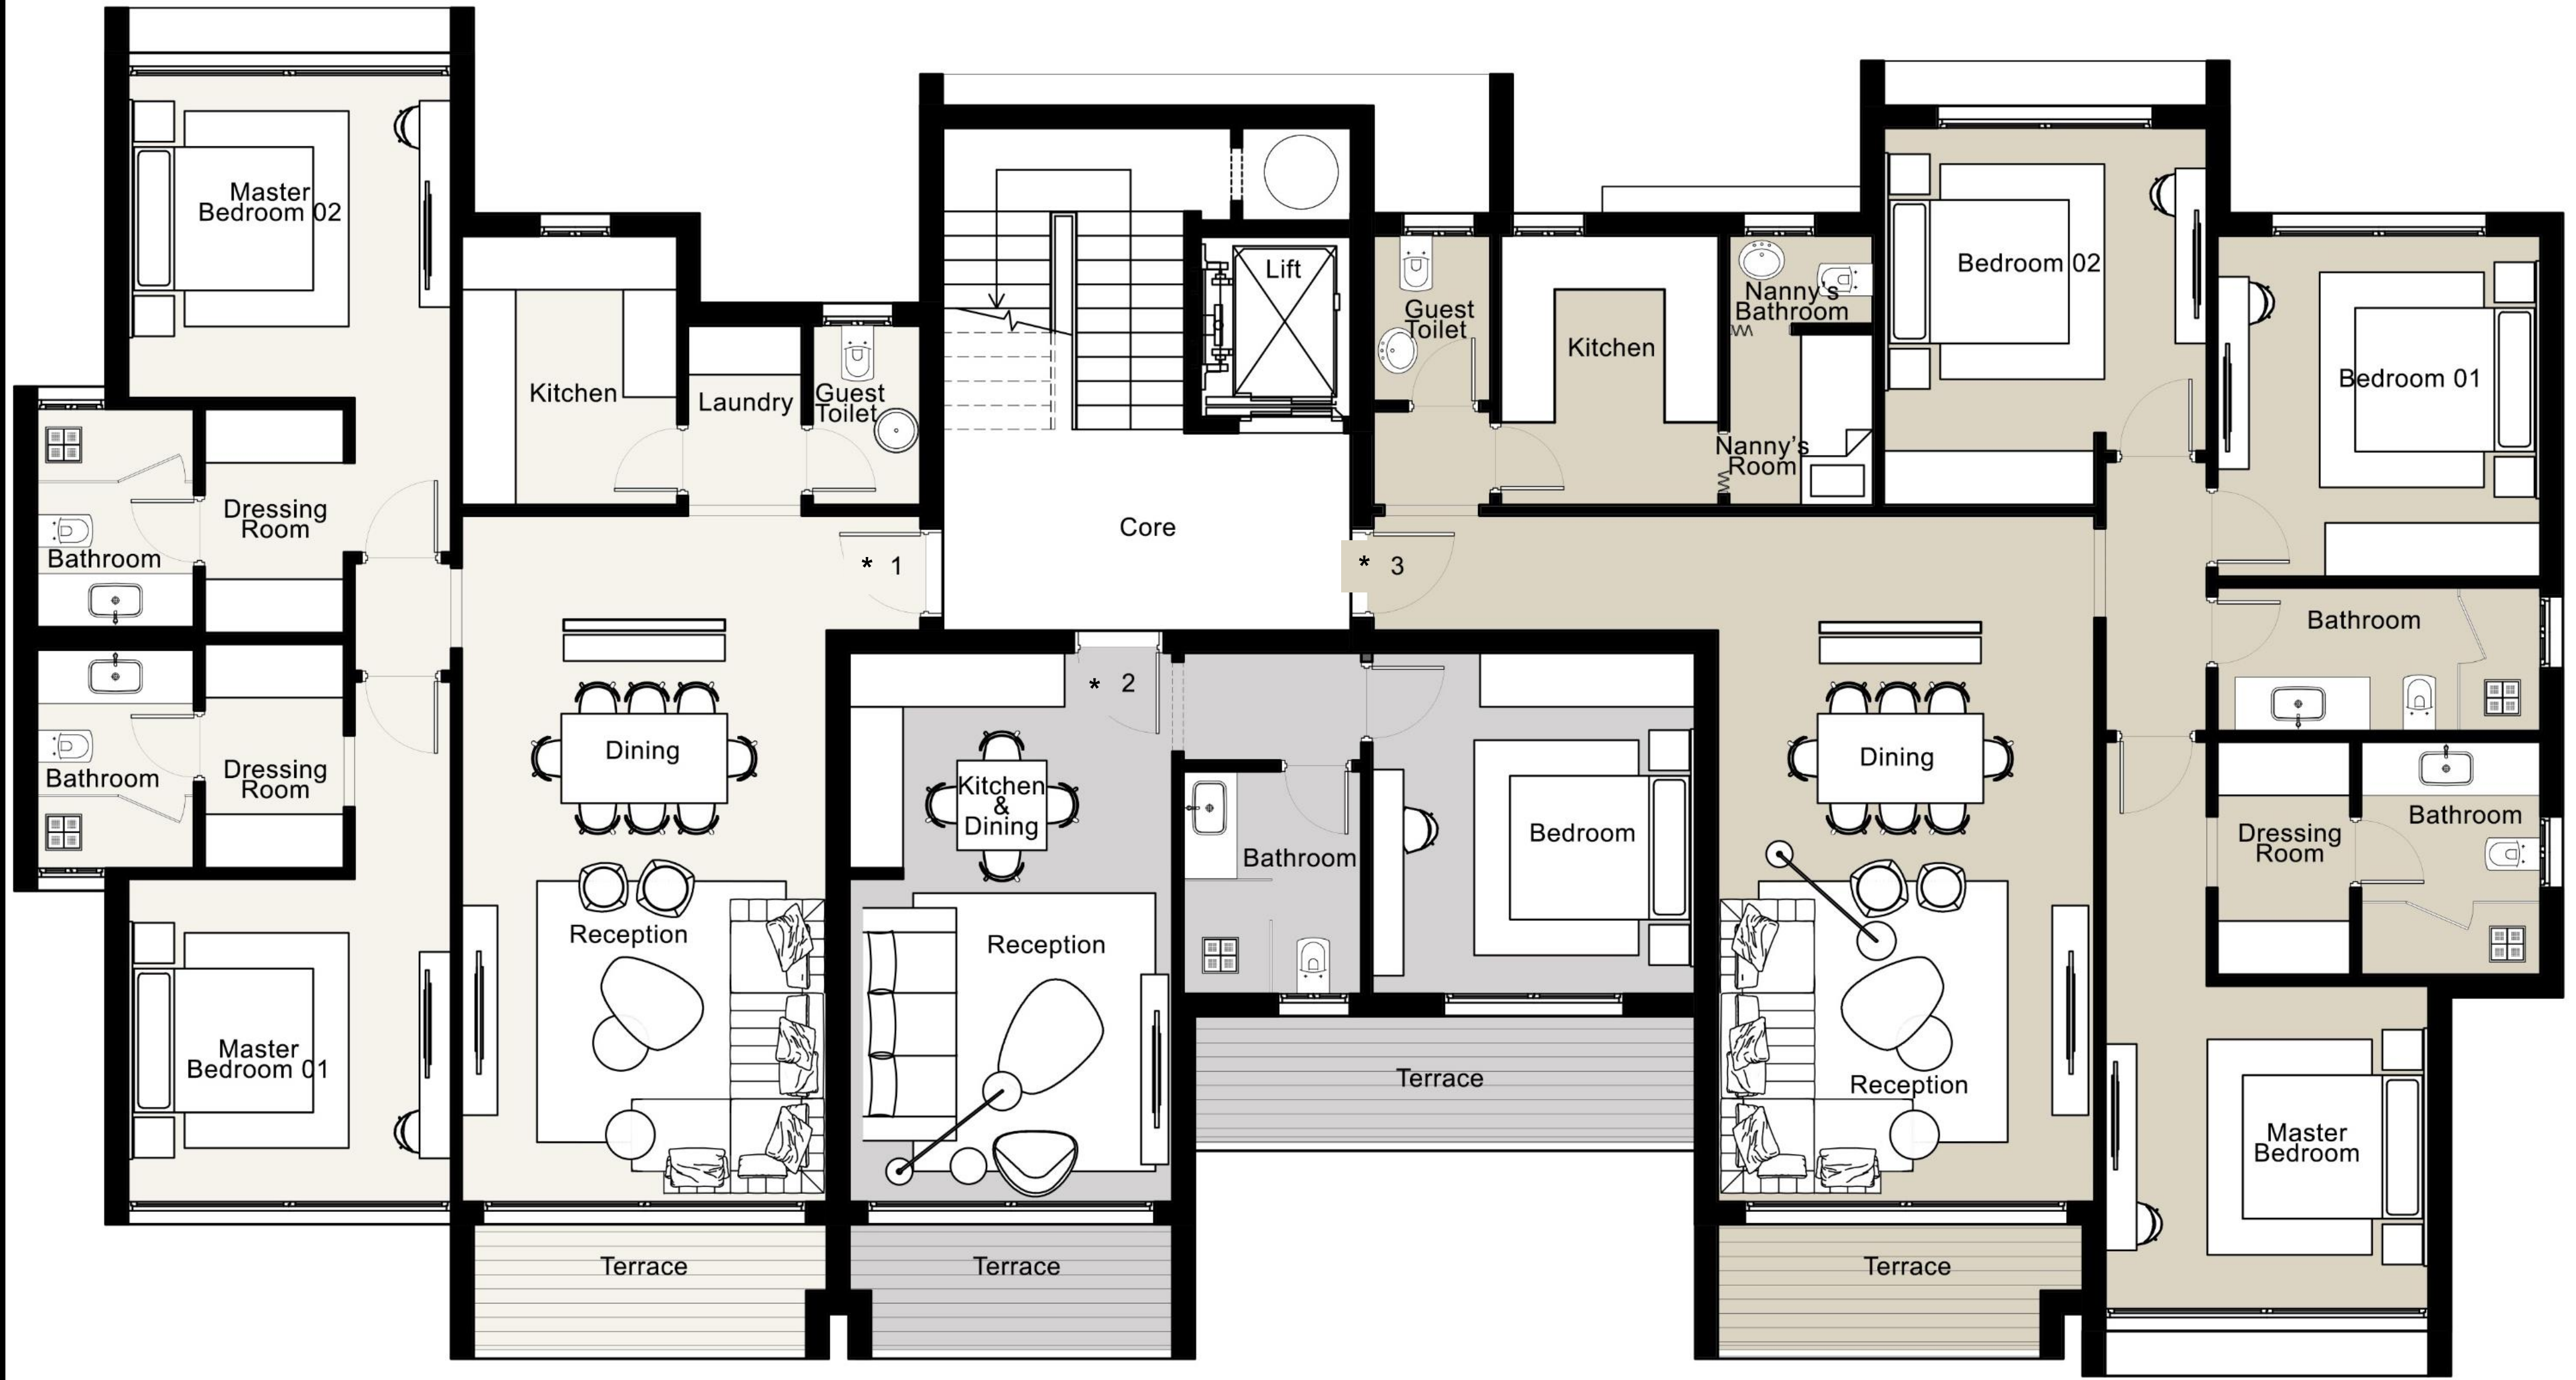 Master
Bedroom 02
Kitchen
Laundry
Guest
Toilet
Dressing
Room
Bathroom
* 1
Bathroom
Dressing
Room
Dining
Reception
Master
Bedroom 01
Terrace
Lift
Core
* 2
Kitchen
&
Dining
Reception
Bathroom
Bedroom
Terrace
Terrace
* 3
Guest
Toilet
Kitchen
Nanny's
Bathroom
Nanny's
Room
Bedroom 02
Bedroom 01
Bathroom
Dining
Dressing
Room
Bathroom
Reception
Master
Bedroom
Terrace